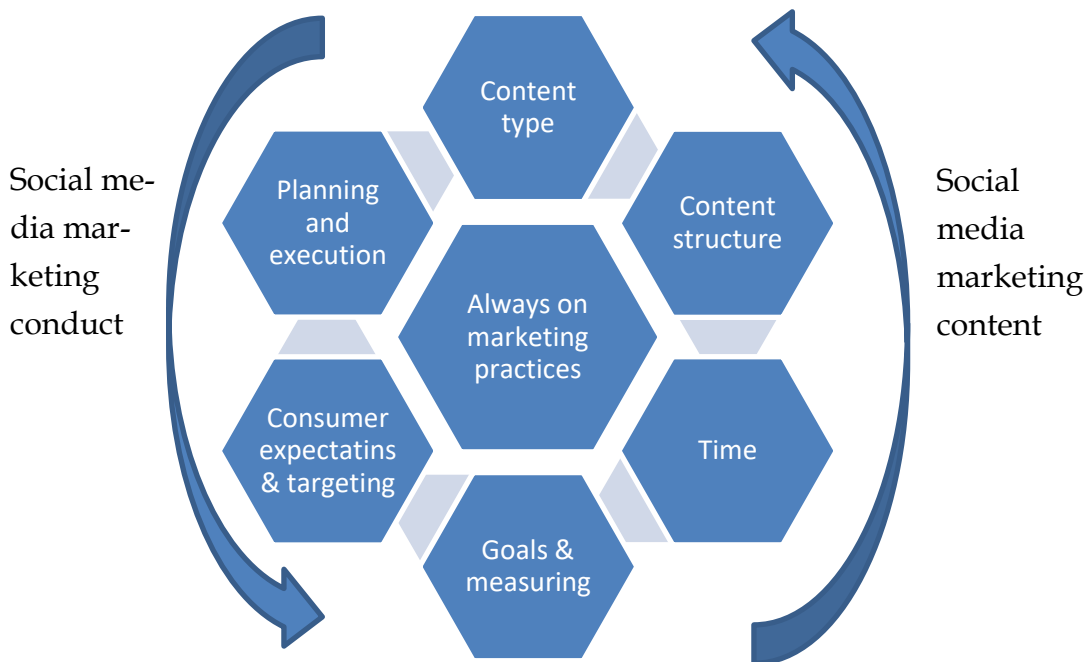 Content
type
Planning
and
execution
Content
structure
Social me-
dia mar-
keting
conduct
Always on
marketing
practices
Social
media
marketing
content
Consumer
expectatins
& targeting
Time
Goals &
measuring